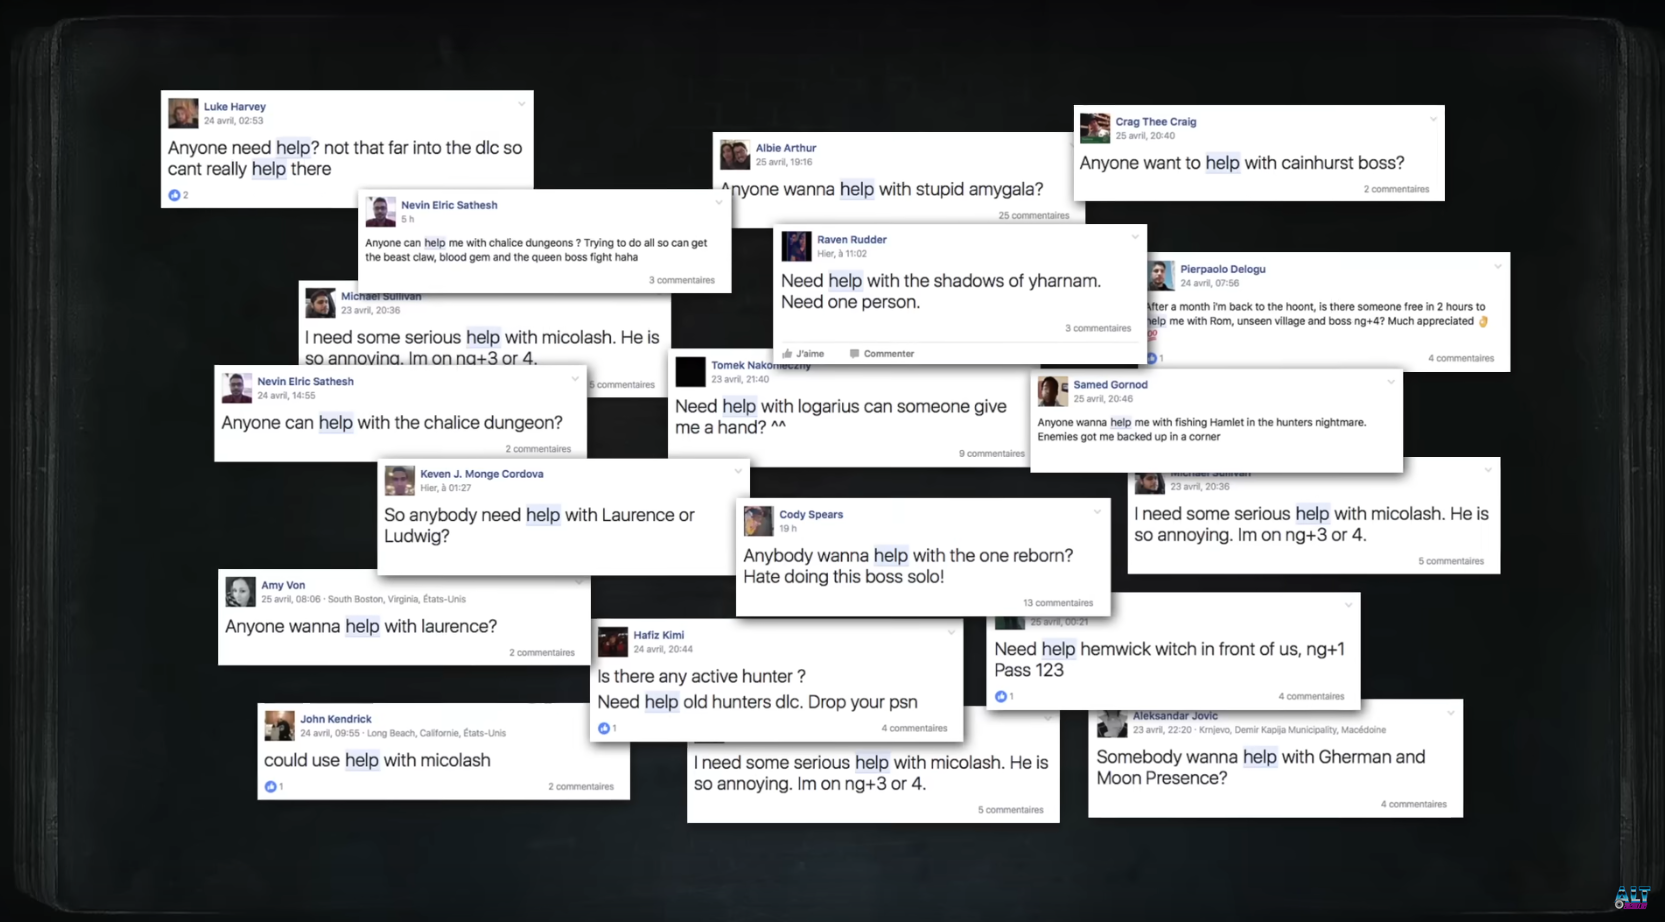 Luke Harvey
24 avril, 02:53
Anyone need help? not that far into the dlc so
cant really help there
2
Albie Arthur
25 avril, 19:16
Anyone wanna help with stupid amygala?
25 commentaires
Crag Thee Craig
25 avril, 20:40
Anyone want to help with cainhurst boss?
2 commentaires
Nevin Elric Sathesh
5 h
Anyone can help me with chalice dungeons ? Trying to do all so can get
the beast claw, blood gem and the queen boss fight haha
3 commentaires
Raven Rudder
Hier, à 11:02
Need help with the shadows of yharnam.
Need one person.
3 commentaires
J'aime Commenter
Pierpaolo Delogu
24 avril, 07:56
After a month i'm back to the hoont, is there someone free in 2 hours to
help me with Rom, unseen village and boss ng+4? Much appreciated 👌
💯
1
4 commentaires
Michael Sullivan
23 avril, 20:36
I need some serious help with micolash. He is
so annoying. Im on ng+3 or 4.
5 commentaires
Nevin Elric Sathesh
24 avril, 14:55
Anyone can help with the chalice dungeon?
2 commentaires
Tomek Nakonieczny
23 avril, 21:40
Need help with logarius can someone give
me a hand? ^^
9 commentaires
Samed Gornod
25 avril, 20:46
Anyone wanna help me with fishing Hamlet in the hunters nightmare.
Enemies got me backed up in a corner
Keven J. Monge Cordova
Hier, à 01:27
So anybody need help with Laurence or
Ludwig?
Cody Spears
19 h
Anybody wanna help with the one reborn?
Hate doing this boss solo!
13 commentaires
Michael Sullivan
23 avril, 20:36
I need some serious help with micolash. He is
so annoying. Im on ng+3 or 4.
5 commentaires
Amy Von
25 avril, 08:06 · South Boston, Virginia, États-Unis
Anyone wanna help with laurence?
2 commentaires
Hafiz Kimi
24 avril, 20:44
Is there any active hunter ?
Need help old hunters dlc. Drop your psn
1
4 commentaires
25 avril, 00:21
Need help hemwick witch in front of us, ng+1
Pass 123
1
4 commentaires
John Kendrick
24 avril, 09:55 · Long Beach, Californie, États-Unis
could use help with micolash
1
2 commentaires
I need some serious help with micolash. He is
so annoying. Im on ng+3 or 4.
5 commentaires
Aleksandar Jovic
23 avril, 22:20 · Krnjevo, Demir Kapija Municipality, Macédoine
Somebody wanna help with Gherman and
Moon Presence?
4 commentaires
ALT